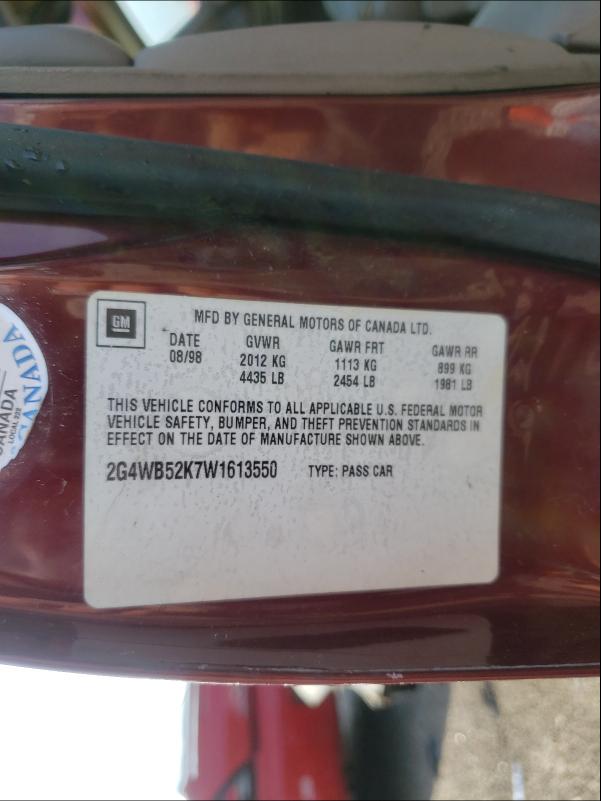 GM
MFD BY GENERAL MOTORS OF CANADA LTD.
DATE GVWR GAWR FRT GAWR RR
08/98 2012 KG 1113 KG 899 KG
4435 LB 2454 LB 1981 LB
THIS VEHICLE CONFORMS TO ALL APPLICABLE U.S. FEDERAL MOTOR
VEHICLE SAFETY, BUMPER, AND THEFT PREVENTION STANDARDS IN
EFFECT ON THE DATE OF MANUFACTURE SHOWN ABOVE.
2G4WB52K7W1613550 TYPE: PASS CAR
CANADA
CANADA
LOCAL 222